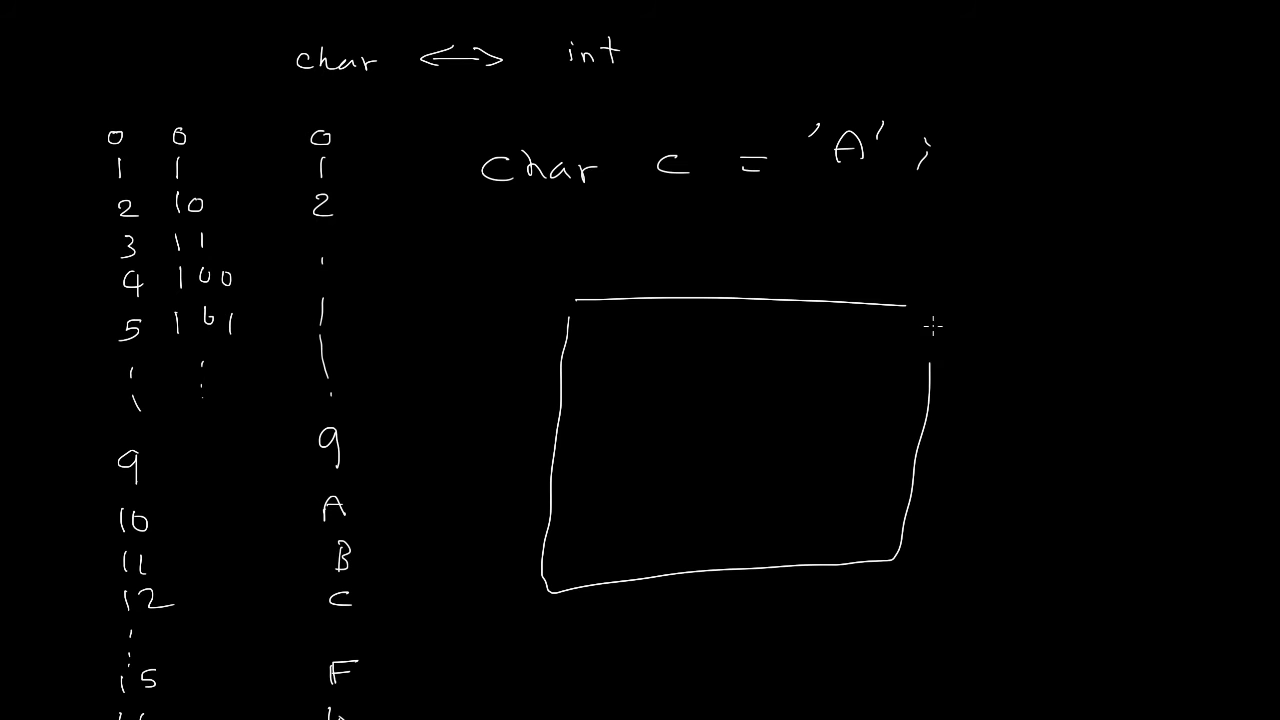 char <-> int
char c = 'A' ;
0 0 0
1 1 1
2 10 2
3 11
4 100
5 101
9 9
10 A
11 B
12 C
15 F